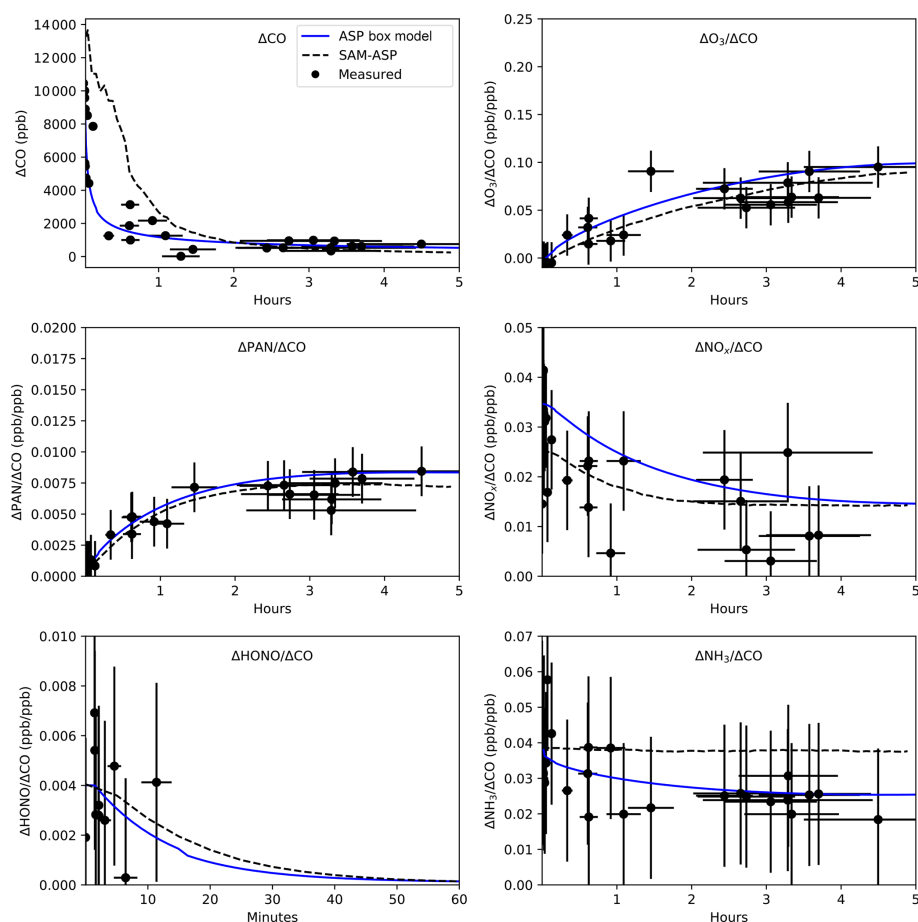 ΔCO
ASP box model
SAM-ASP
Measured
14000
12000
10000
8000
6000
4000
2000
0
ΔCO (ppb)
1 2 3 4 5
Hours
ΔO₃/ΔCO
0.25
0.20
0.15
0.10
0.05
0.00
ΔO₃/ΔCO (ppb/ppb)
1 2 3 4 5
Hours
ΔPAN/ΔCO
0.0200
0.0175
0.0150
0.0125
0.0100
0.0075
0.0050
0.0025
0.0000
ΔPAN/ΔCO (ppb/ppb)
1 2 3 4 5
Hours
ΔNOₓ/ΔCO
0.05
0.04
0.03
0.02
0.01
0.00
ΔNOₓ/ΔCO (ppb/ppb)
1 2 3 4 5
Hours
ΔHONO/ΔCO
0.010
0.008
0.006
0.004
0.002
0.000
ΔHONO/ΔCO (ppb/ppb)
10 20 30 40 50 60
Minutes
ΔNH₃/ΔCO
0.07
0.06
0.05
0.04
0.03
0.02
0.01
0.00
ΔNH₃/ΔCO (ppb/ppb)
1 2 3 4 5
Hours